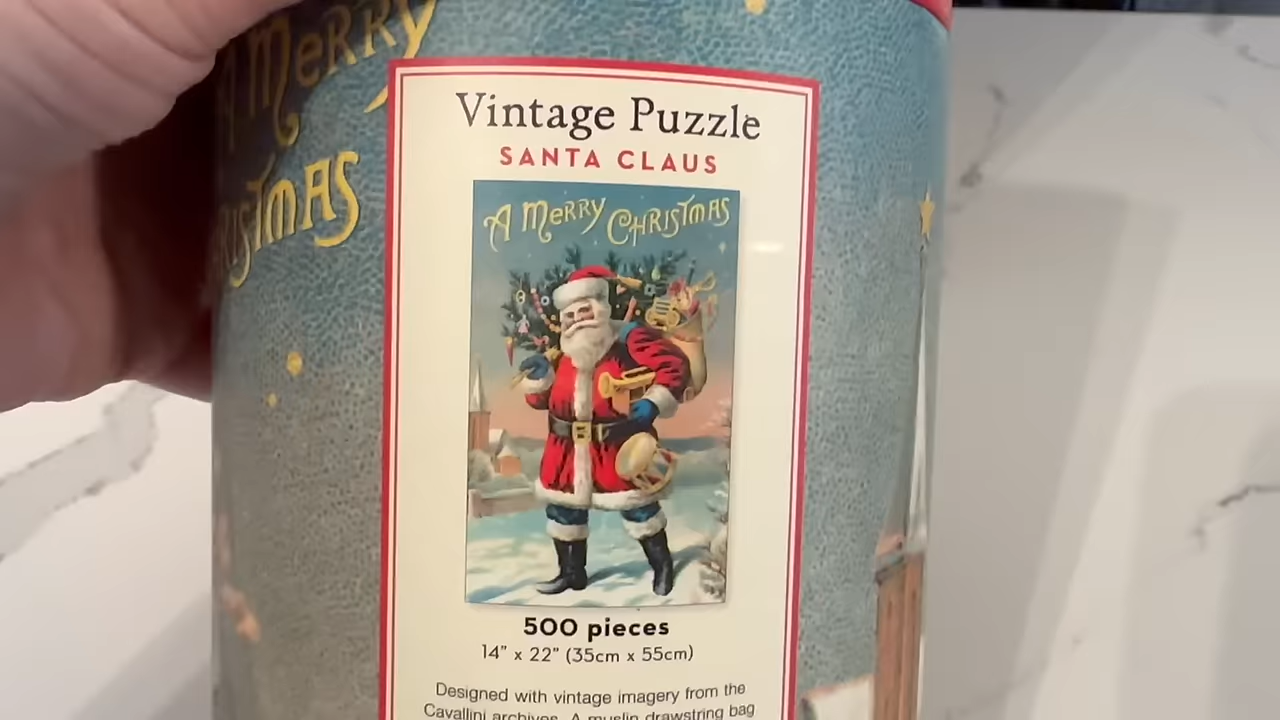 MERRY
RISTMAS
Vintage Puzzle
SANTA CLAUS
A MERRY CHRISTMAS
500 pieces
14" x 22" (35cm x 55cm)
Designed with vintage imagery from the
Cavallini archives. A muslin drawstring bag